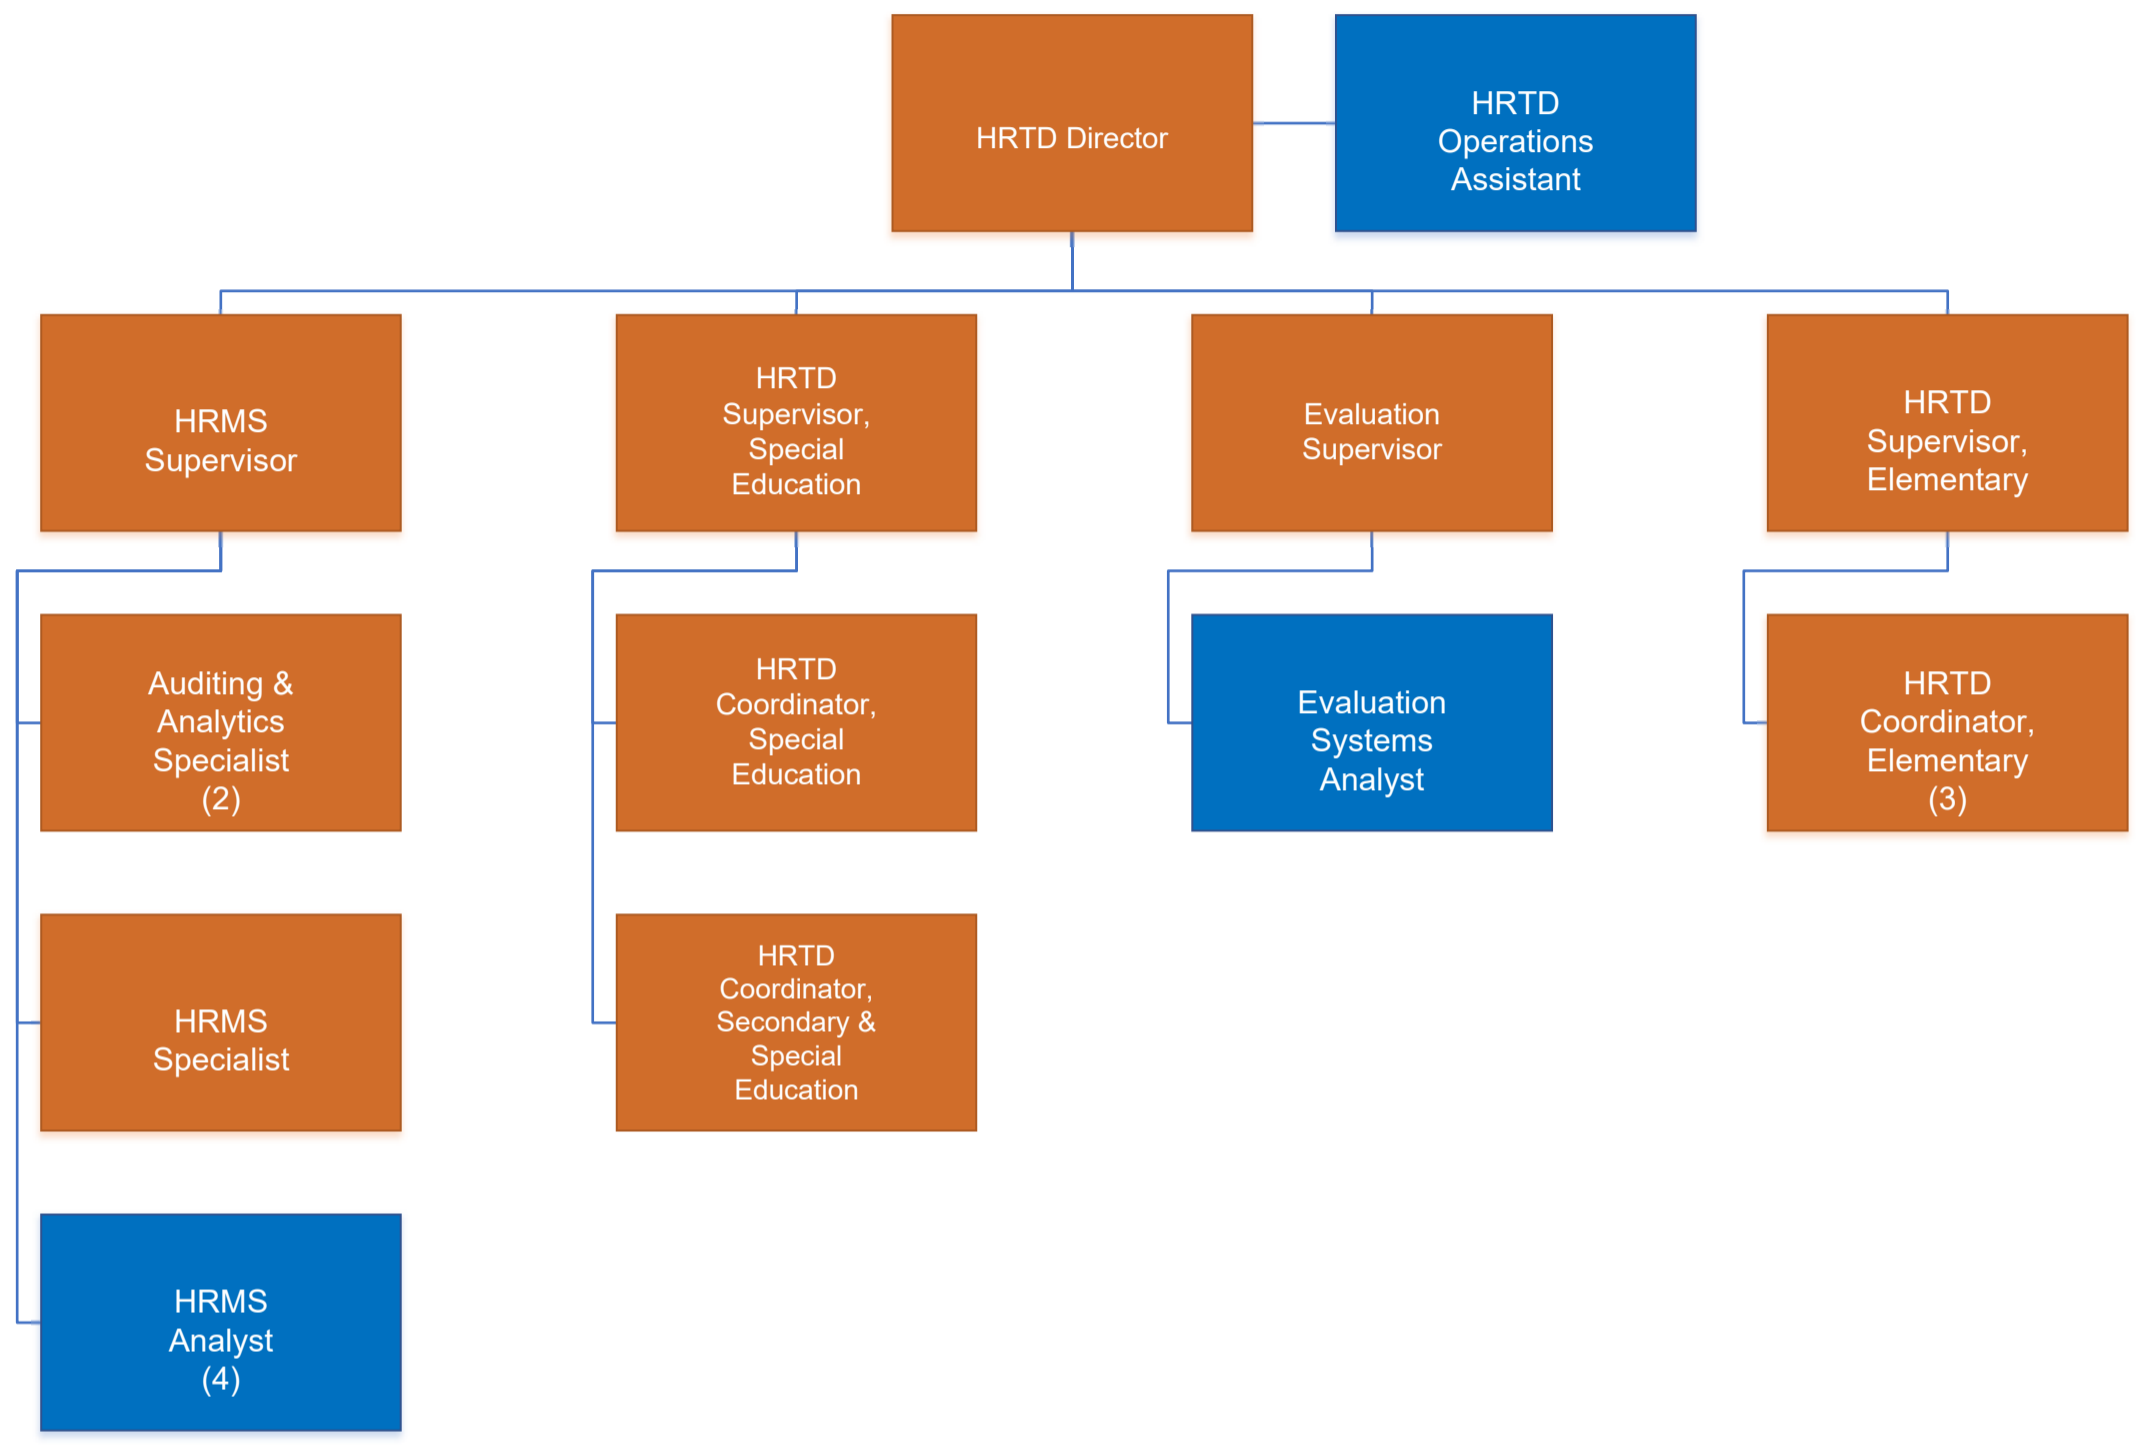 HRTD Director
HRTD
Operations
Assistant
HRMS
Supervisor
HRTD
Supervisor,
Special
Education
Evaluation
Supervisor
HRTD
Supervisor,
Elementary
Auditing &
Analytics
Specialist
(2)
HRTD
Coordinator,
Special
Education
Evaluation
Systems
Analyst
HRTD
Coordinator,
Elementary
(3)
HRMS
Specialist
HRTD
Coordinator,
Secondary &
Special
Education
HRMS
Analyst
(4)